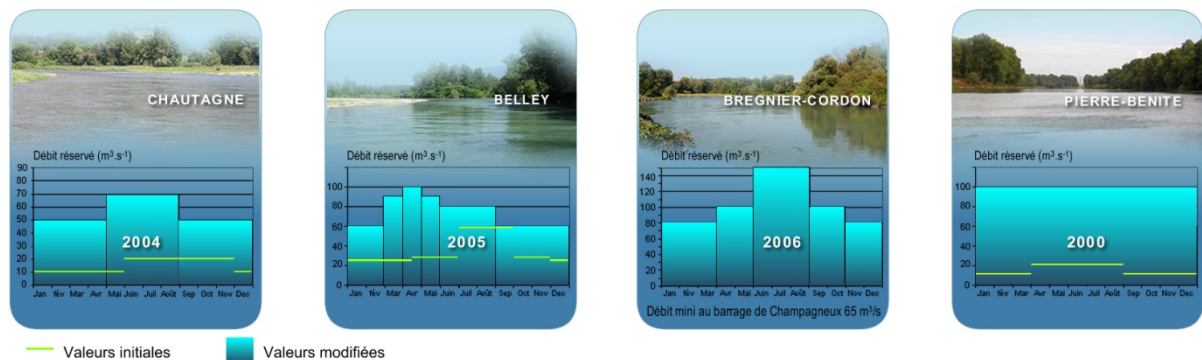 CHAUTAGNE
Débit réservé (m³.s⁻¹)
90
80
70
60
50
40
30
20
10
0
2004
Jan fév Mar Avr Mai Juin Juil Août Sep Oct Nov Dec
BELLEY
Débit réservé (m³.s⁻¹)
100
80
60
40
20
0
2005
Jan fév Mar Avr Mai Juin Juil Août Sep Oct Nov Dec
BREGNIER-CORDON
Débit réservé (m³.s⁻¹)
140
120
100
80
60
40
20
0
2006
Jan fév Mar Avr Mai Juin Juil Août Sep Oct Nov Dec
Débit mini au barrage de Champagneux 65 m³/s
PIERRE-BENITE
Débit réservé (m³.s⁻¹)
100
80
60
40
20
0
2000
Jan fév Mar Avr Mai Juin Juil Août Sep Oct Nov Dec
Valeurs initiales
Valeurs modifiées